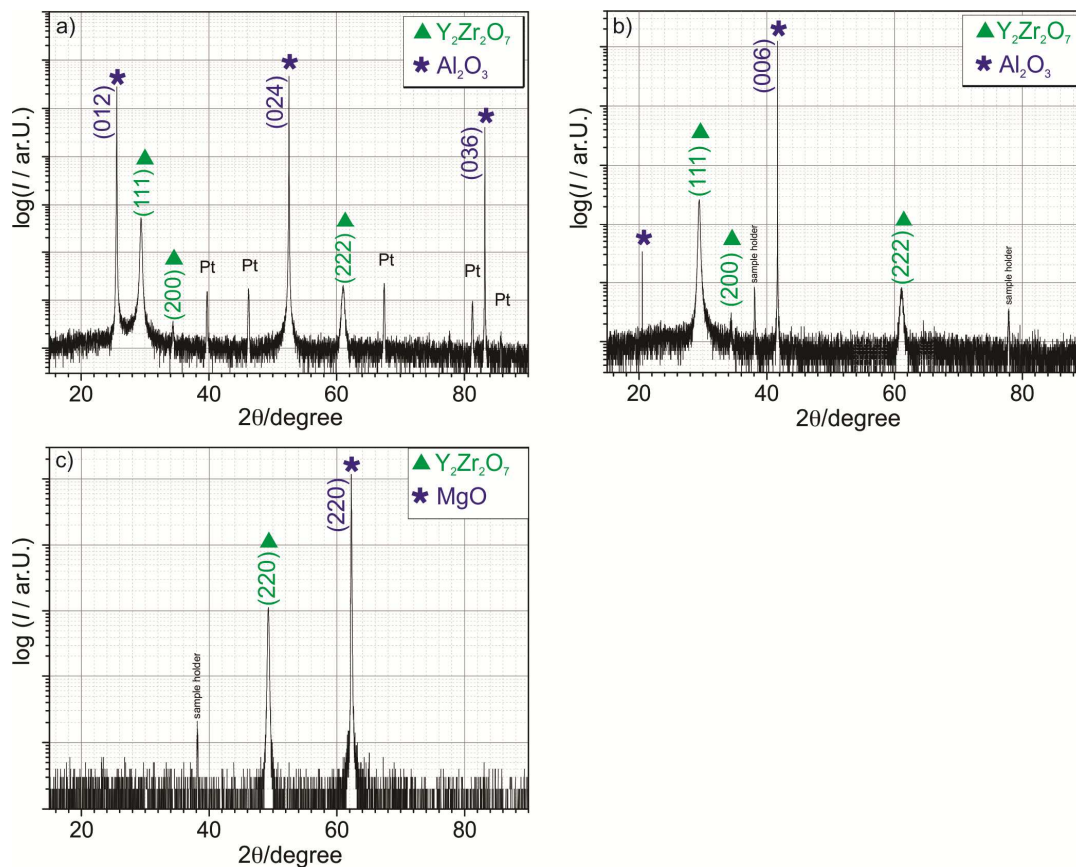 a)
▲ Y₂Zr₂O₇
* Al₂O₃
(012)
(111)
(200)
Pt
Pt
(024)
(222)
Pt
(036)
Pt
log(I / ar.U.)
20 40 60 80
2θ/degree
b)
▲ Y₂Zr₂O₇
* Al₂O₃
(111)
(200)
sample holder
(006)
(222)
sample holder
log(I / ar.U.)
20 40 60 80
2θ/degree
c)
▲ Y₂Zr₂O₇
* MgO
sample holder
(220)
(220)
log (I / ar.U.)
20 40 60 80
2θ/degree